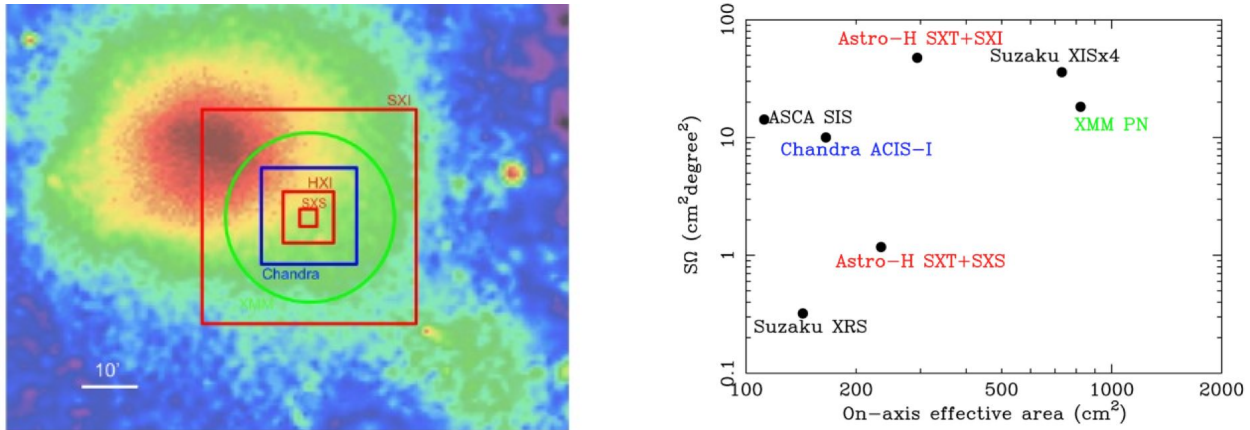 SXI
HXI
SXS
Chandra
XMM
10'
100
10
1
0.1
SΩ (cm²degree²)
Astro-H SXT+SXI
Suzaku XISx4
ASCA SIS
XMM PN
Chandra ACIS-I
Astro-H SXT+SXS
Suzaku XRS
100 200 500 1000 2000
On-axis effective area (cm²)